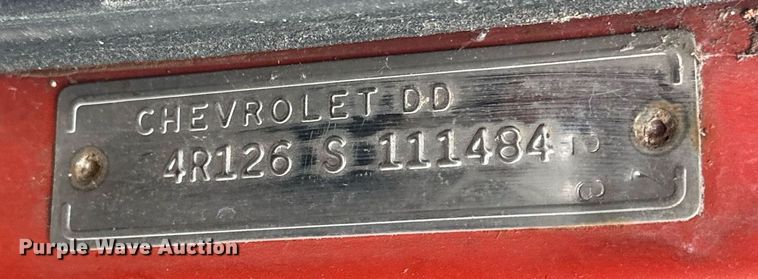 CHEVROLET DD
4R126 S 111484
Purple Wave Auction